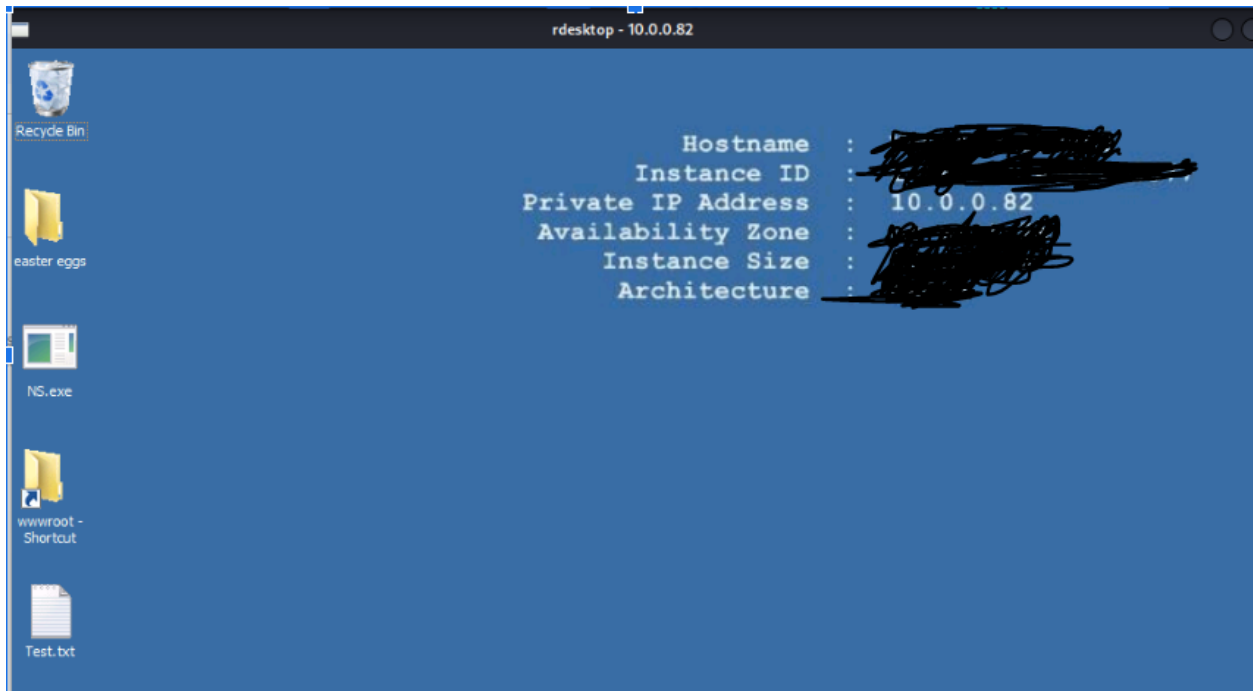 rdesktop - 10.0.0.82
Recycle Bin
easter eggs
NS.exe
wwwroot -
Shortcut
Test.txt
Hostname :
Instance ID :
Private IP Address : 10.0.0.82
Availability Zone :
Instance Size :
Architecture :